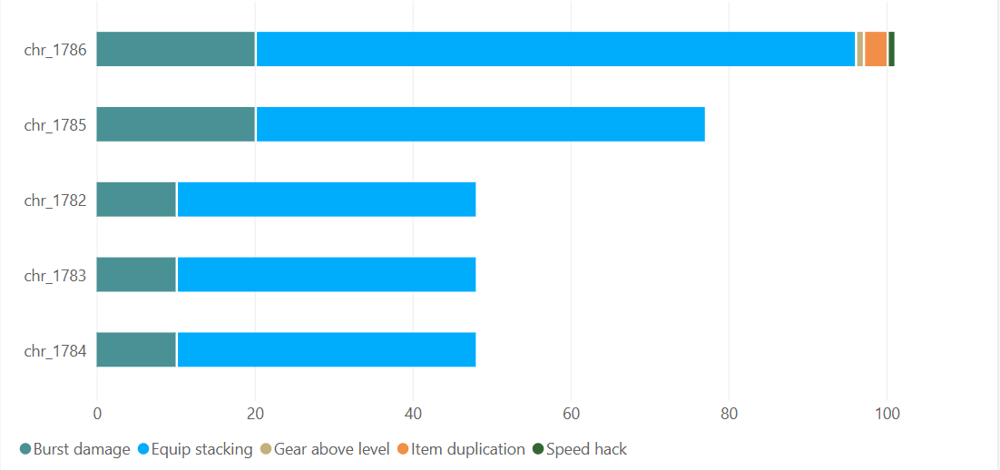 chr_1786
chr_1785
chr_1782
chr_1783
chr_1784
0 20 40 60 80 100
Burst damage Equip stacking Gear above level Item duplication Speed hack